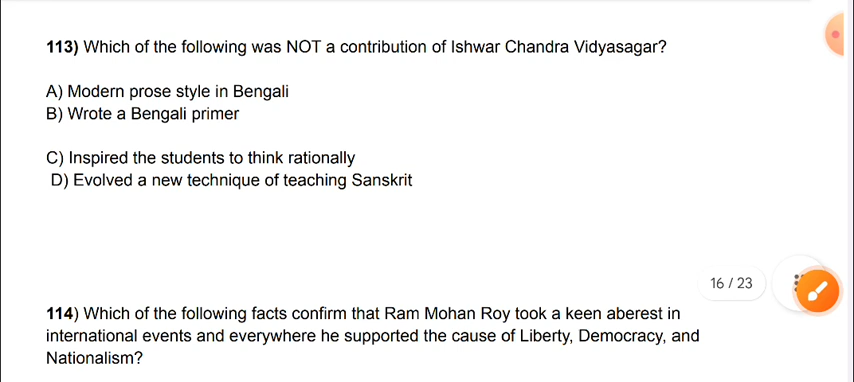 113) Which of the following was NOT a contribution of Ishwar Chandra Vidyasagar?
A) Modern prose style in Bengali
B) Wrote a Bengali primer
C) Inspired the students to think rationally
D) Evolved a new technique of teaching Sanskrit
16 / 23
114) Which of the following facts confirm that Ram Mohan Roy took a keen aberest in
international events and everywhere he supported the cause of Liberty, Democracy, and
Nationalism?